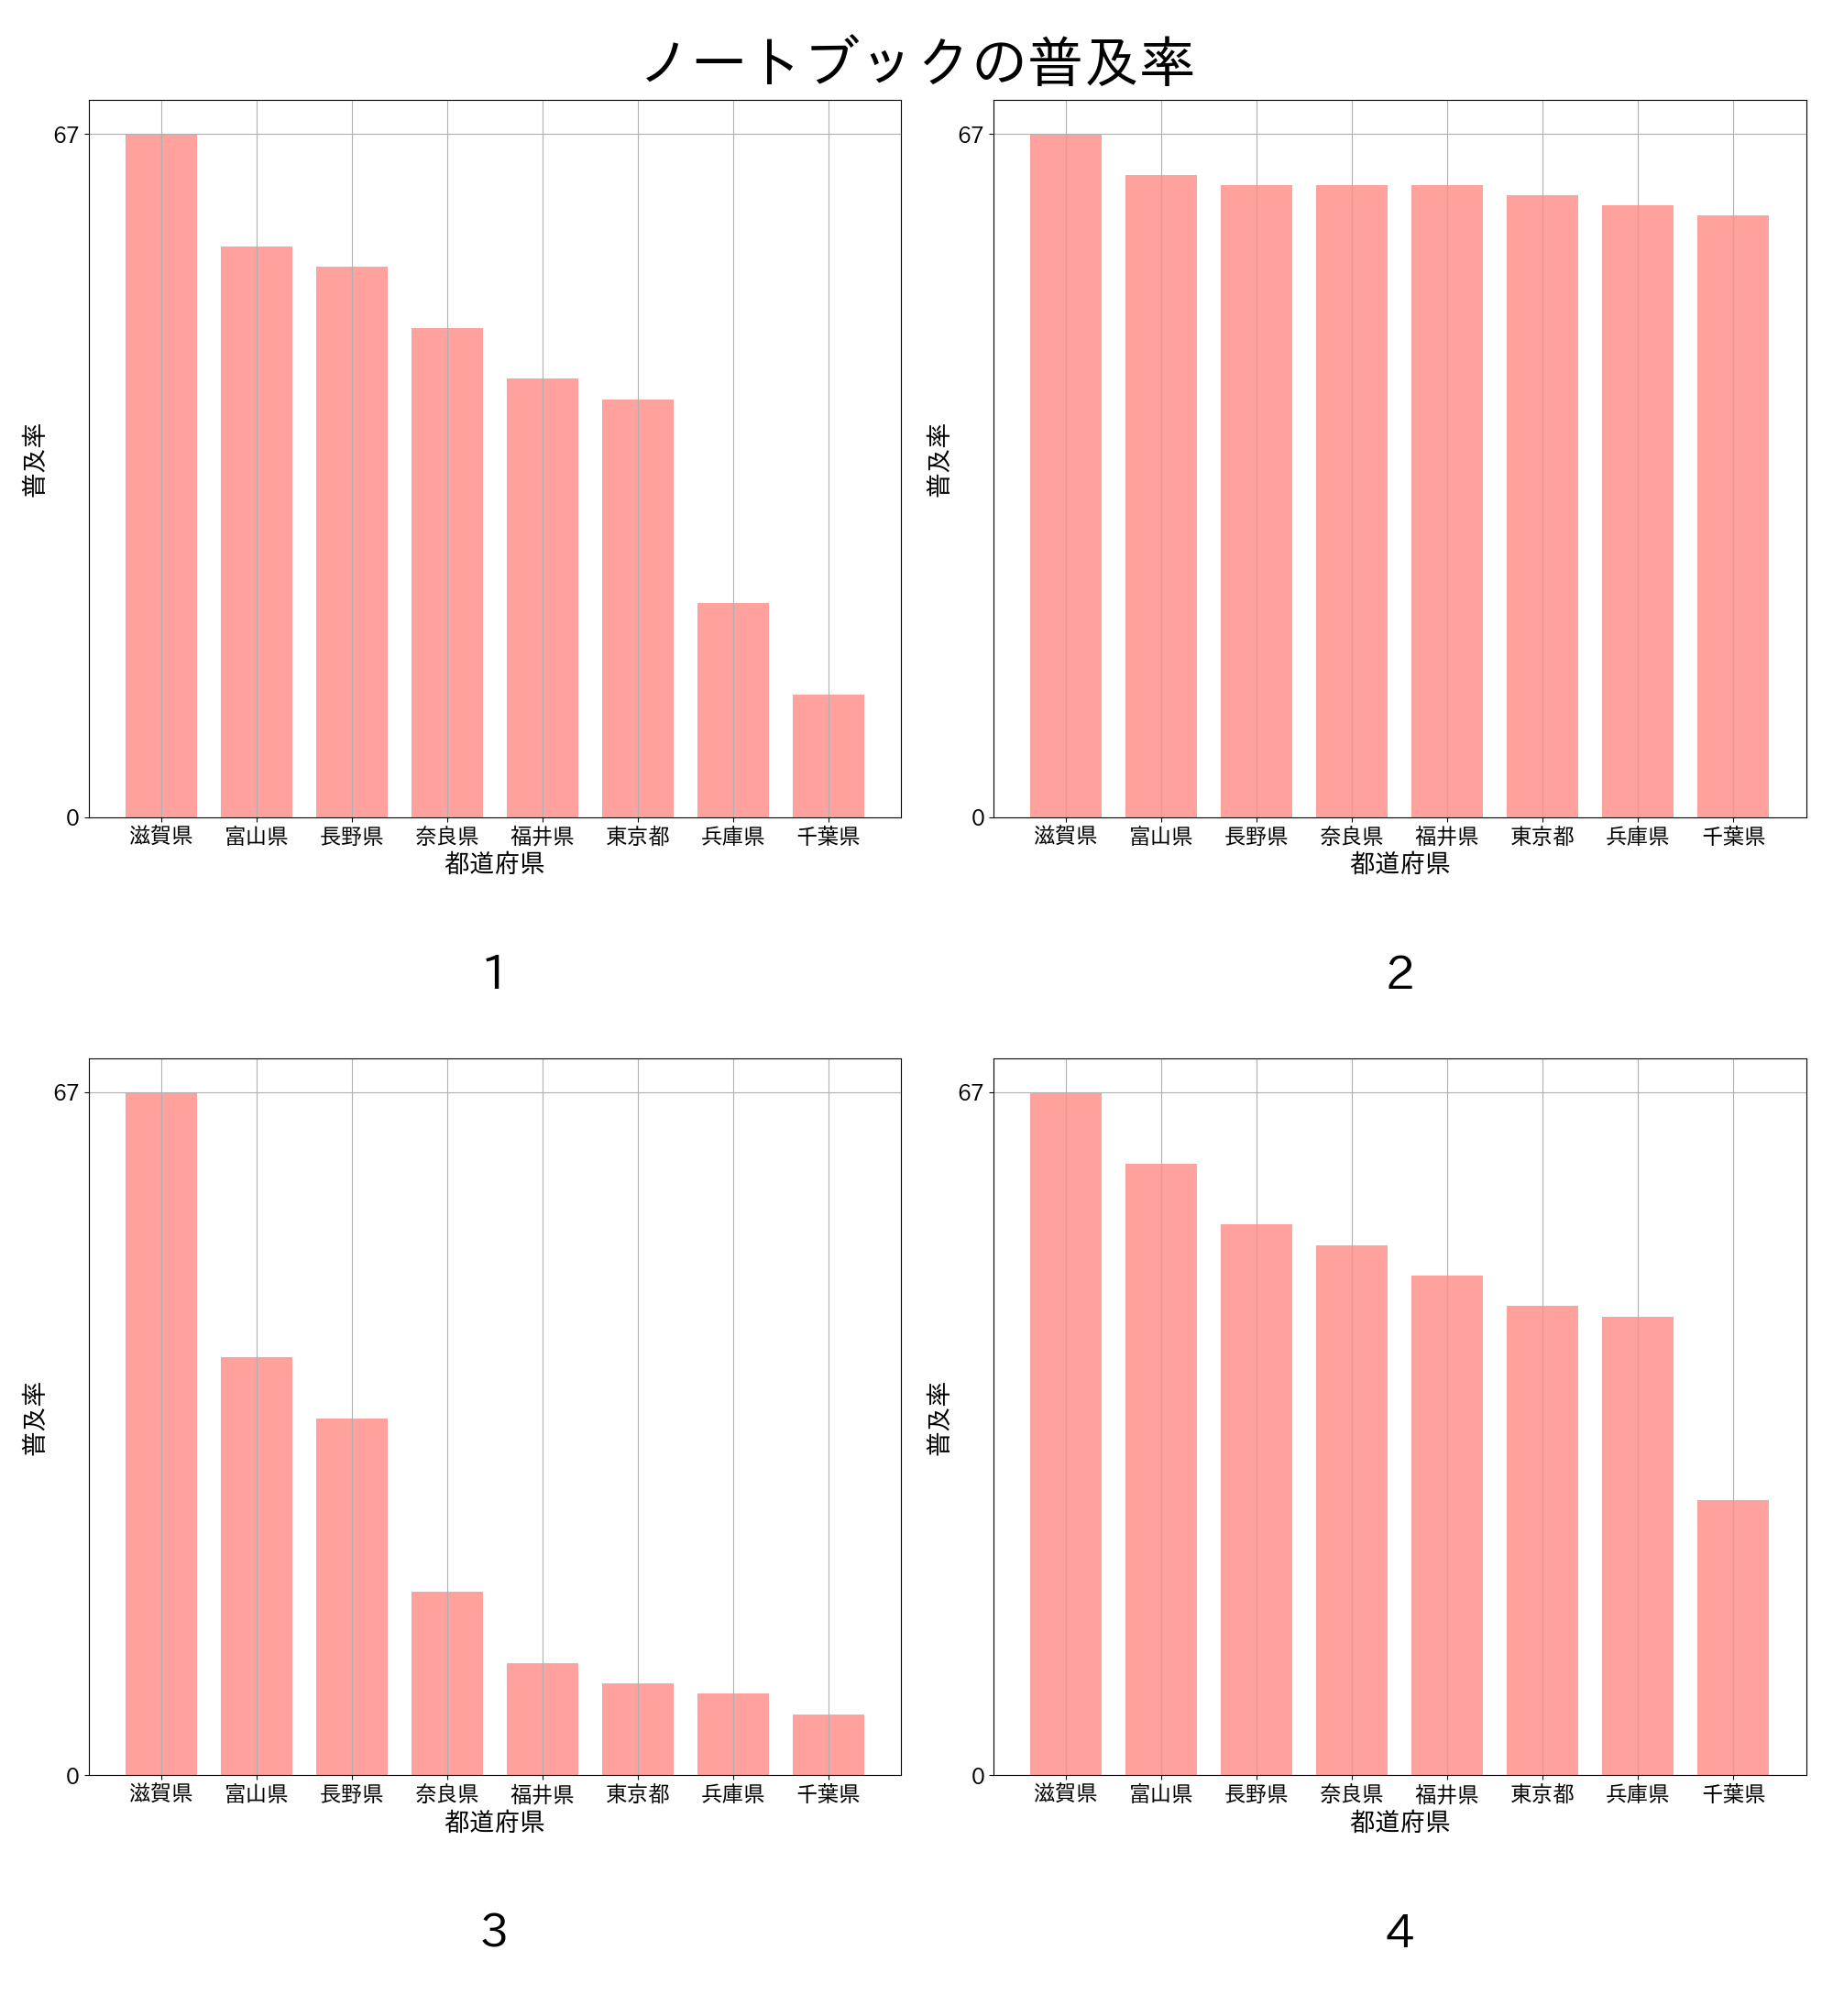 ノートブックの普及率
67
0
普及率
滋賀県 富山県 長野県 奈良県 福井県 東京都 兵庫県 千葉県
都道府県
1
67
0
普及率
滋賀県 富山県 長野県 奈良県 福井県 東京都 兵庫県 千葉県
都道府県
2
67
0
普及率
滋賀県 富山県 長野県 奈良県 福井県 東京都 兵庫県 千葉県
都道府県
3
67
0
普及率
滋賀県 富山県 長野県 奈良県 福井県 東京都 兵庫県 千葉県
都道府県
4